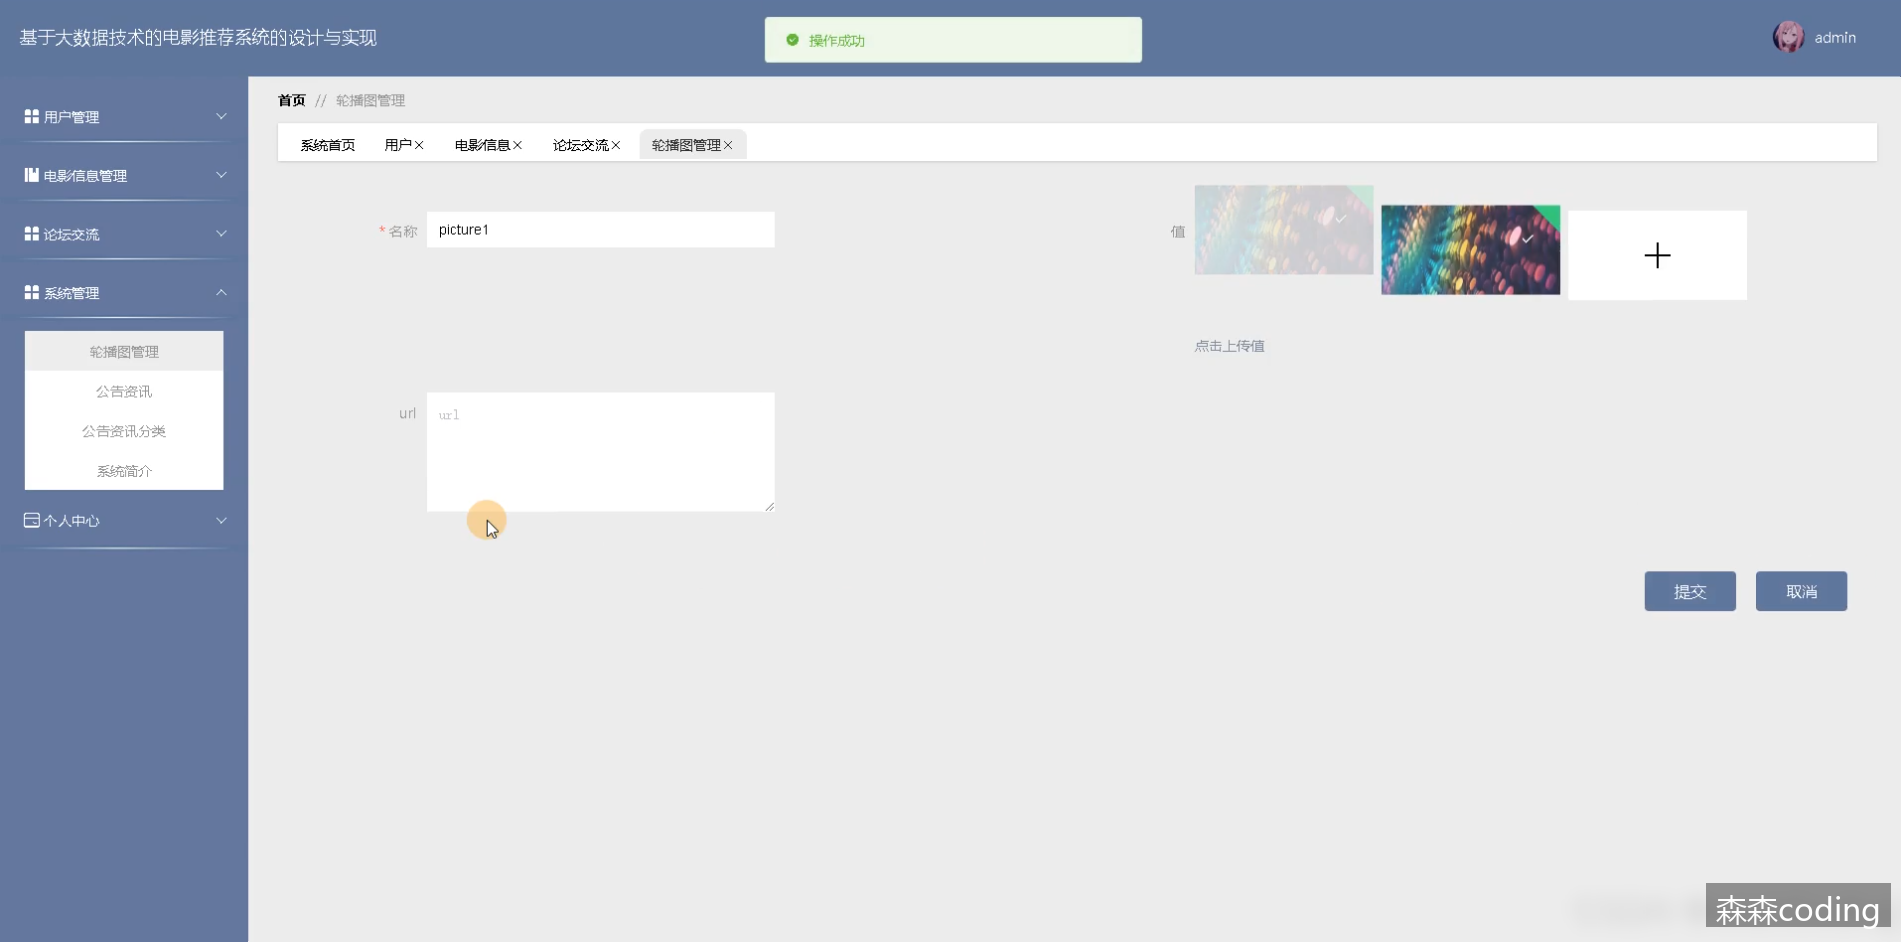 基于大数据技术的电影推荐系统的设计与实现
操作成功
admin
用户管理
电影信息管理
论坛交流
系统管理
轮播图管理
公告资讯
公告资讯分类
系统简介
个人中心
首页 // 轮播图管理
系统首页 用户 电影信息 论坛交流 轮播图管理
* 名称 picture1
值
点击上传值
url url
提交 取消
森森coding